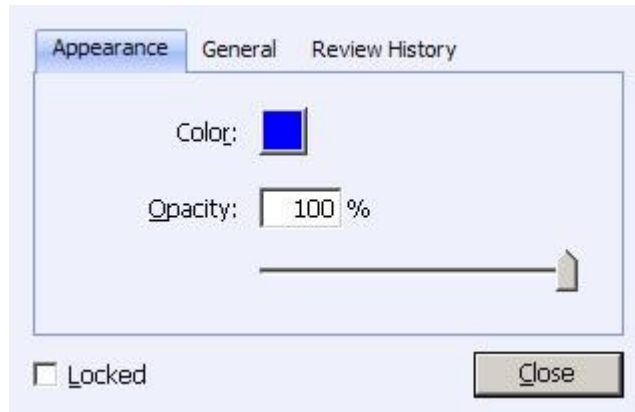 Appearance General Review History
Color:
Opacity: 100 %
Locked Close